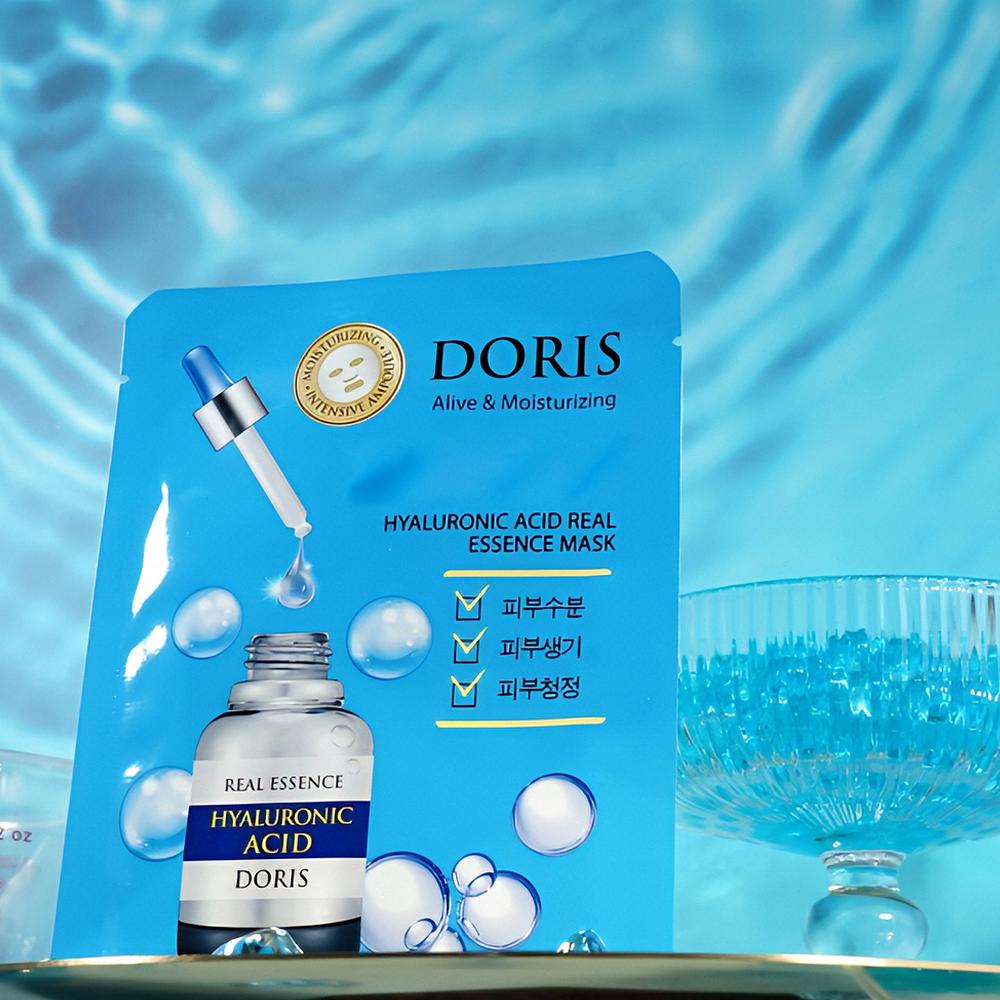 MOISTURIZING
INTENSIVE AMPOULE
DORIS
Alive & Moisturizing
HYALURONIC ACID REAL
ESSENCE MASK
피부수분
피부생기
피부청정
REAL ESSENCE
HYALURONIC
ACID
DORIS
oz